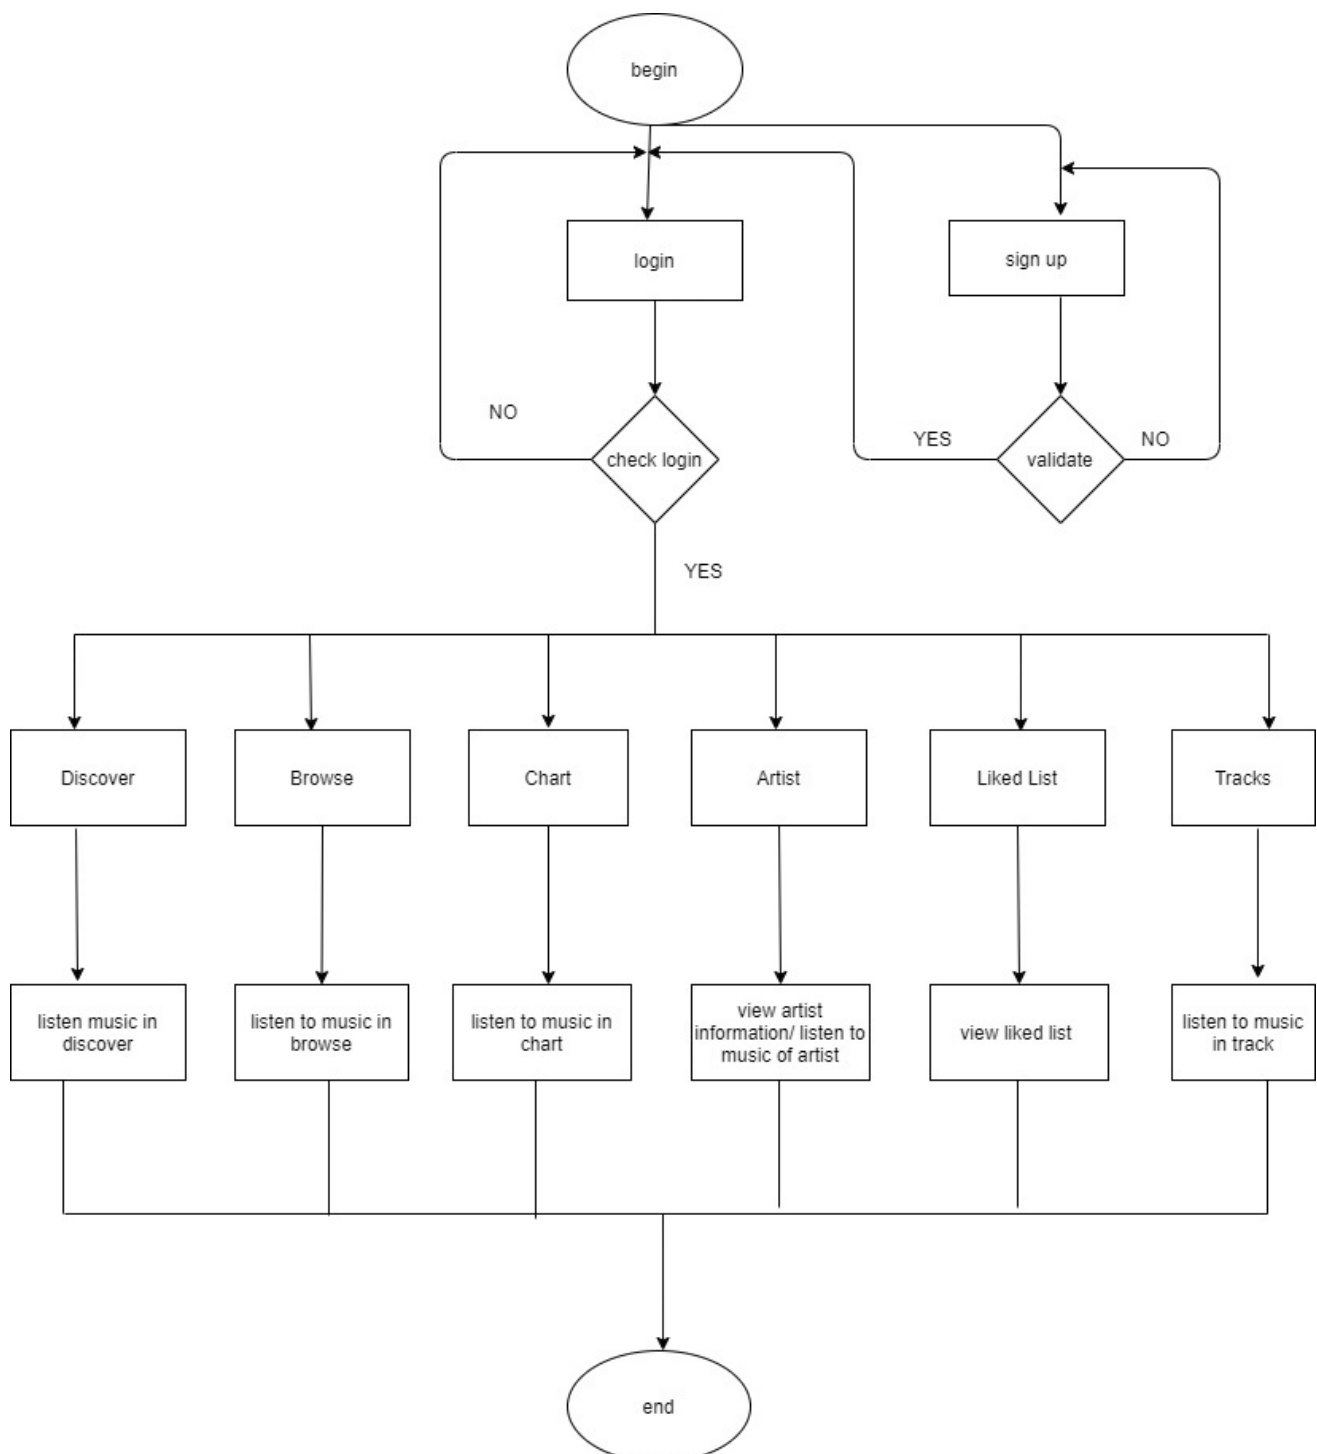 begin
login
sign up
NO
YES
NO
check login
validate
YES
Discover
Browse
Chart
Artist
Liked List
Tracks
listen music in
discover
listen to music in
browse
listen to music in
chart
view artist
information/ listen to
music of artist
view liked list
listen to music
in track
end